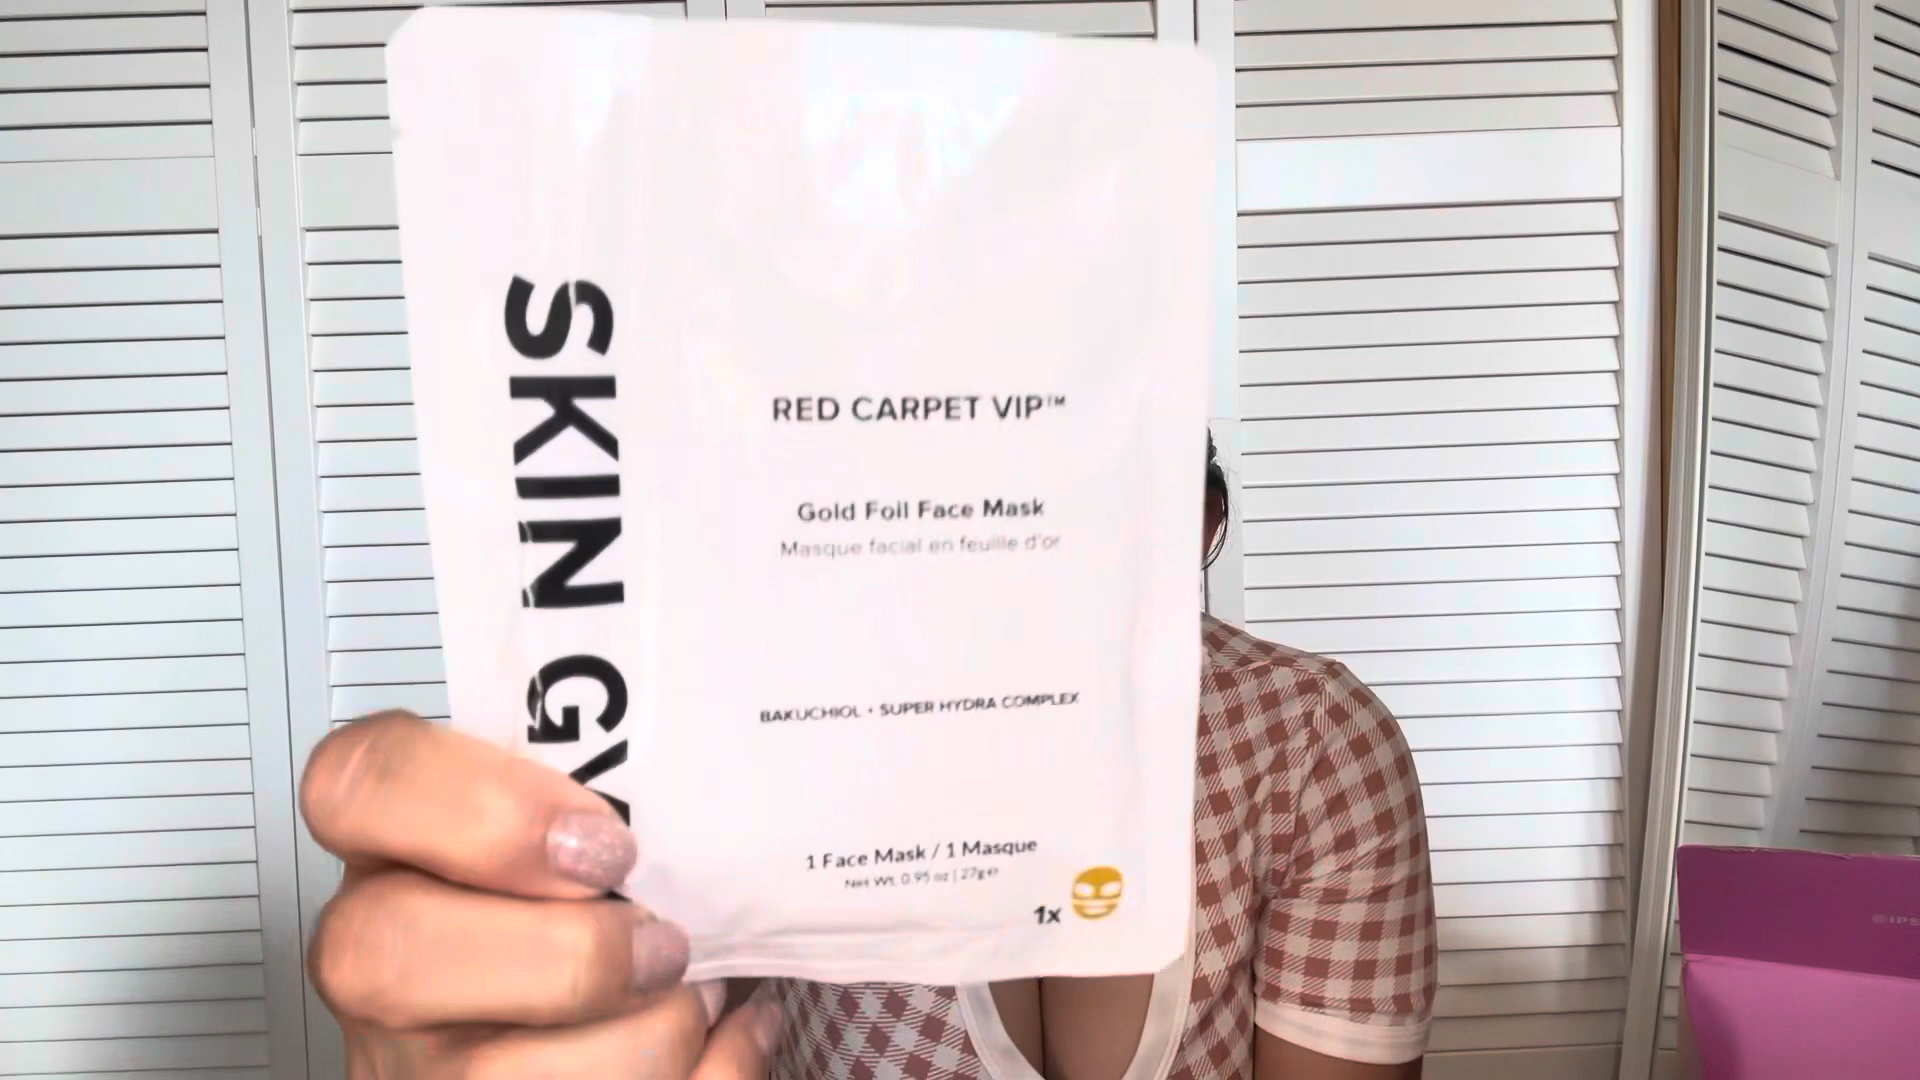 SKIN GY
RED CARPET VIP™
Gold Foil Face Mask
Masque facial en feuille d'or
BAKUCHIOL • SUPER HYDRA COMPLEX
1 Face Mask / 1 Masque
Net Wt. 0.95 oz | 27g e
1x
@IPS